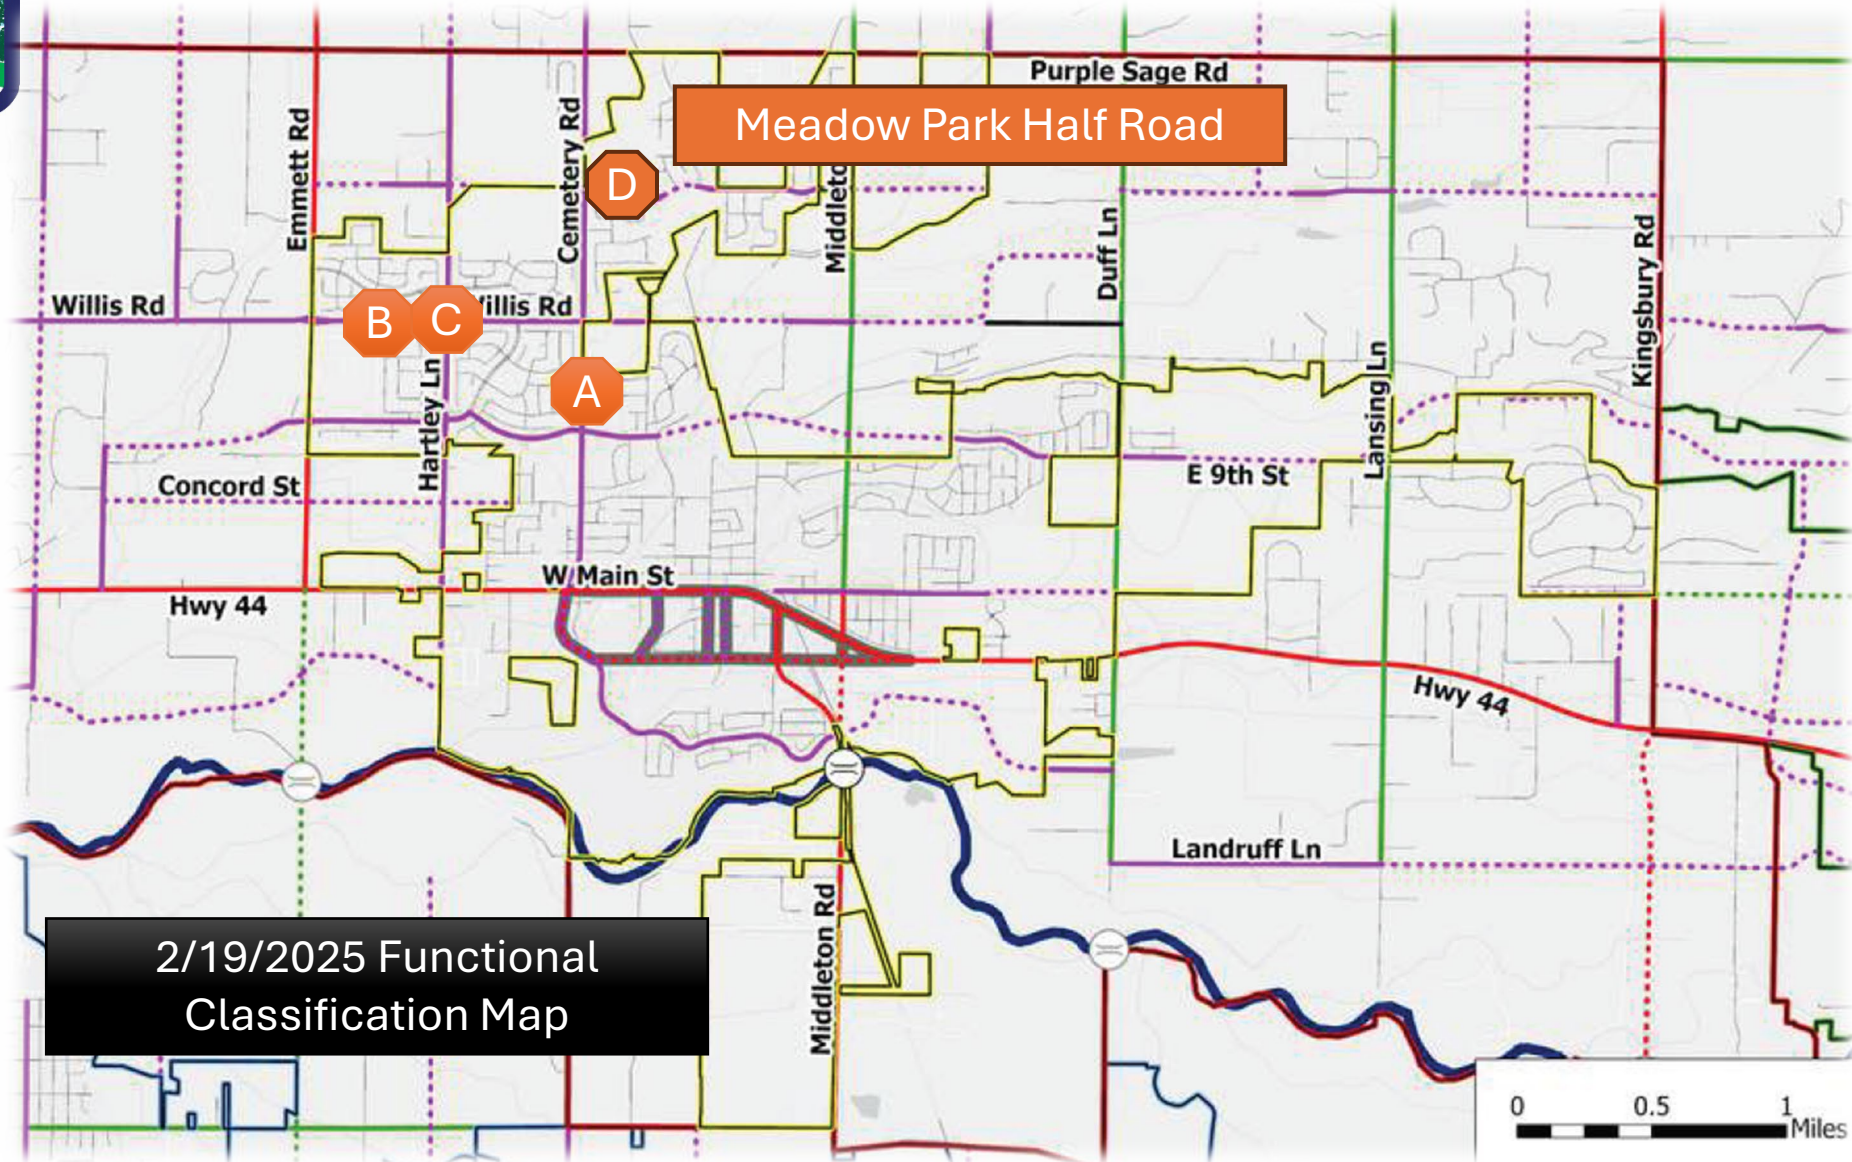 Purple Sage Rd
Meadow Park Half Road
Emmett Rd
Cemetery Rd
D
Middleto
Duff Ln
Kingsbury Rd
Willis Rd
B
C
illis Rd
Hartley Ln
A
Lansing Ln
Concord St
E 9th St
W Main St
Hwy 44
Hwy 44
Landruff Ln
Middleton Rd
2/19/2025 Functional
Classification Map
0 0.5 1
Miles